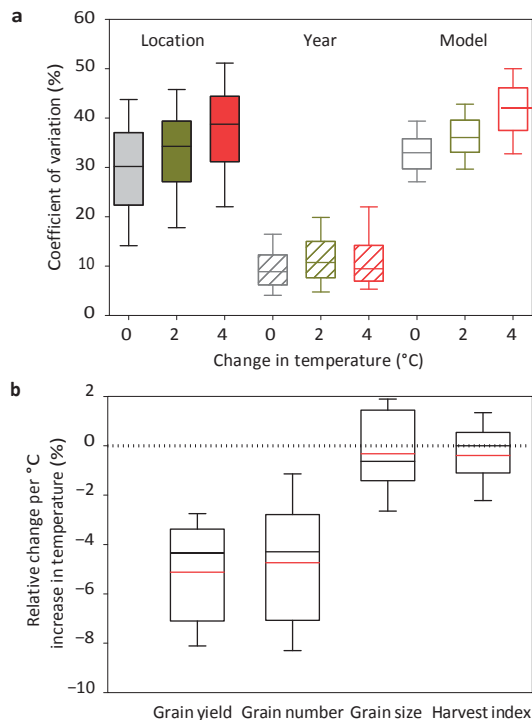 a
60
50
40
30
20
10
0
Coefficient of variation (%)
Location Year Model
0 2 4 0 2 4 0 2 4
Change in temperature (°C)
b
2
0
−2
−4
−6
−8
−10
Relative change per °C
increase in temperature (%)
Grain yield Grain number Grain size Harvest index